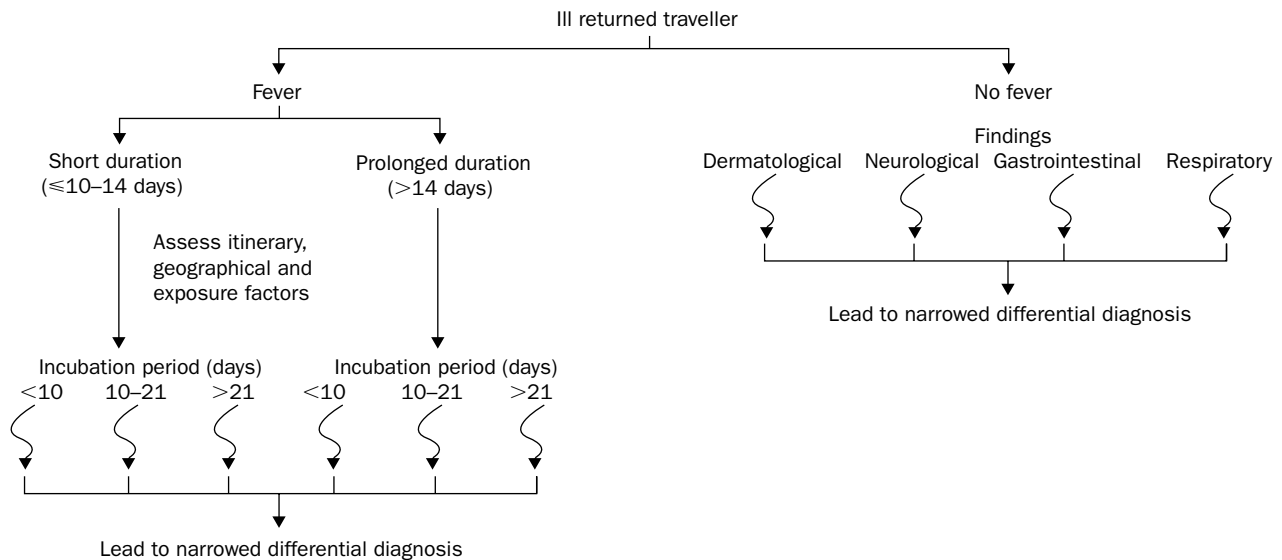 Ill returned traveller
Fever
No fever
Short duration
(≤10–14 days)
Prolonged duration
(>14 days)
Assess itinerary,
geographical and
exposure factors
Incubation period (days)
<10 10–21 >21
Incubation period (days)
<10 10–21 >21
Lead to narrowed differential diagnosis
Findings
Dermatological Neurological Gastrointestinal Respiratory
Lead to narrowed differential diagnosis